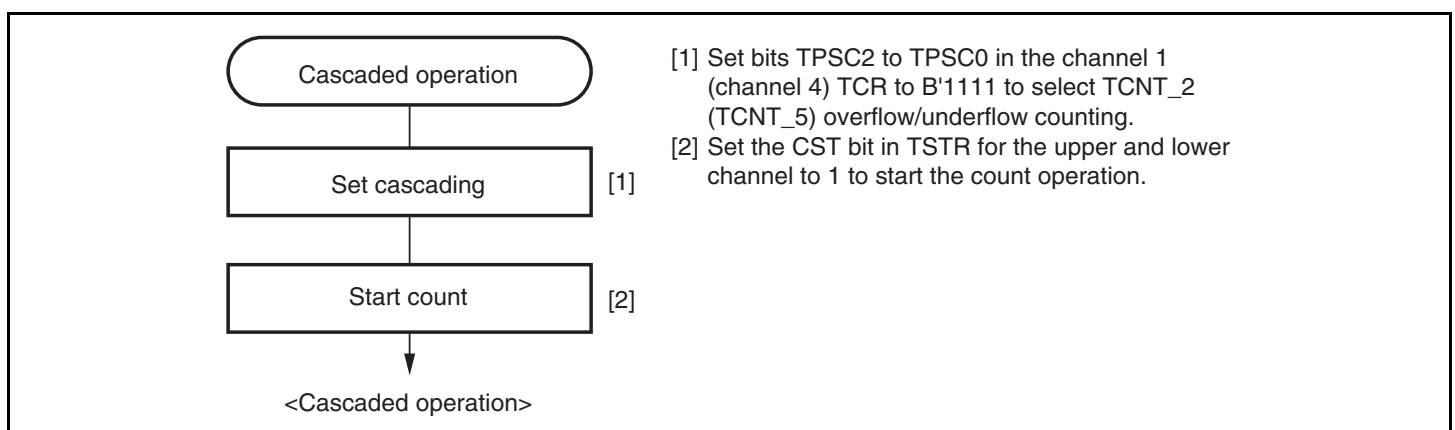 Cascaded operation
Set cascading
[1]
Start count
[2]
<Cascaded operation>
[1] Set bits TPSC2 to TPSC0 in the channel 1
(channel 4) TCR to B'1111 to select TCNT_2
(TCNT_5) overflow/underflow counting.
[2] Set the CST bit in TSTR for the upper and lower
channel to 1 to start the count operation.